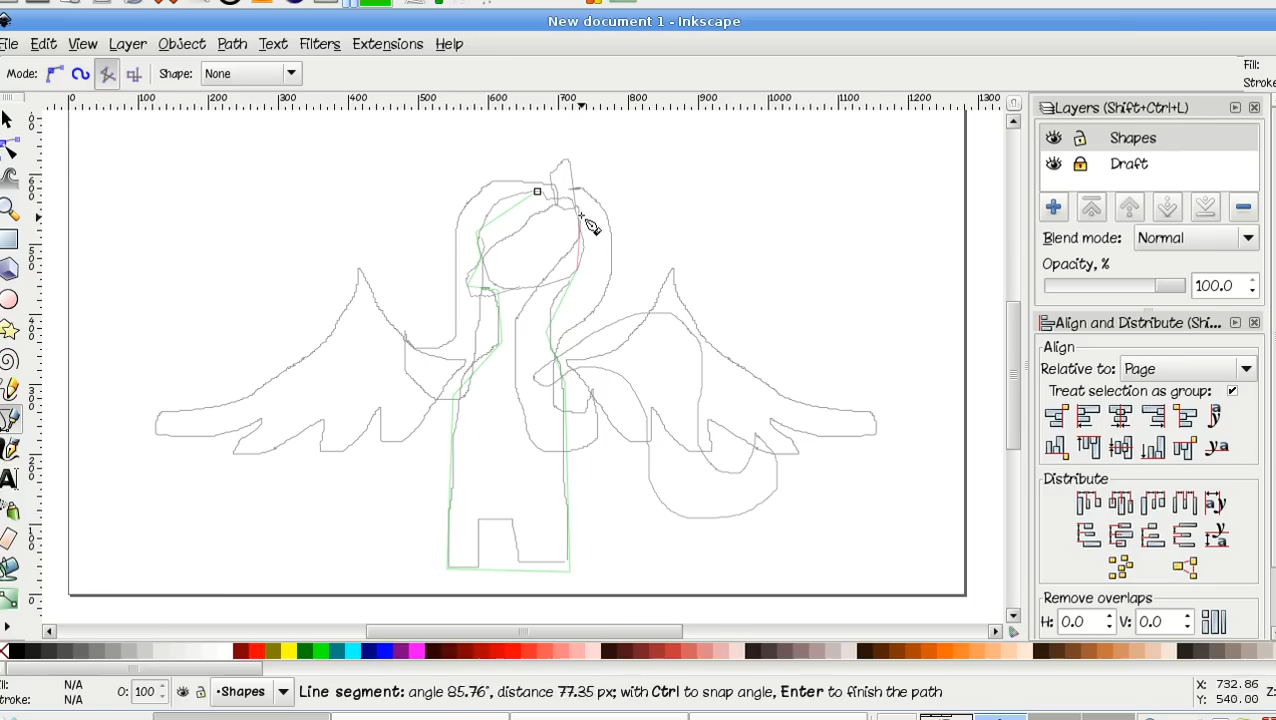 New document 1 - Inkscape
File Edit View Layer Object Path Text Filters Extensions Help
Mode: Shape: None Fill:
Stroke
0 100 200 300 400 500 600 700 800 900 1000 1100 1200 1300
Layers (Shift+Ctrl+L)
Shapes
Draft
Blend mode: Normal
Opacity, % 100.0
Align and Distribute (Shi...
Align
Relative to: Page
Treat selection as group:
Distribute
Remove overlaps
H: 0.0 V: 0.0
Fill: N/A
Stroke: N/A
O: 100
•Shapes
Line segment: angle 85.76°, distance 77.35 px; with Ctrl to snap angle, Enter to finish the path
X: 732.86
Y: 540.00
Z: